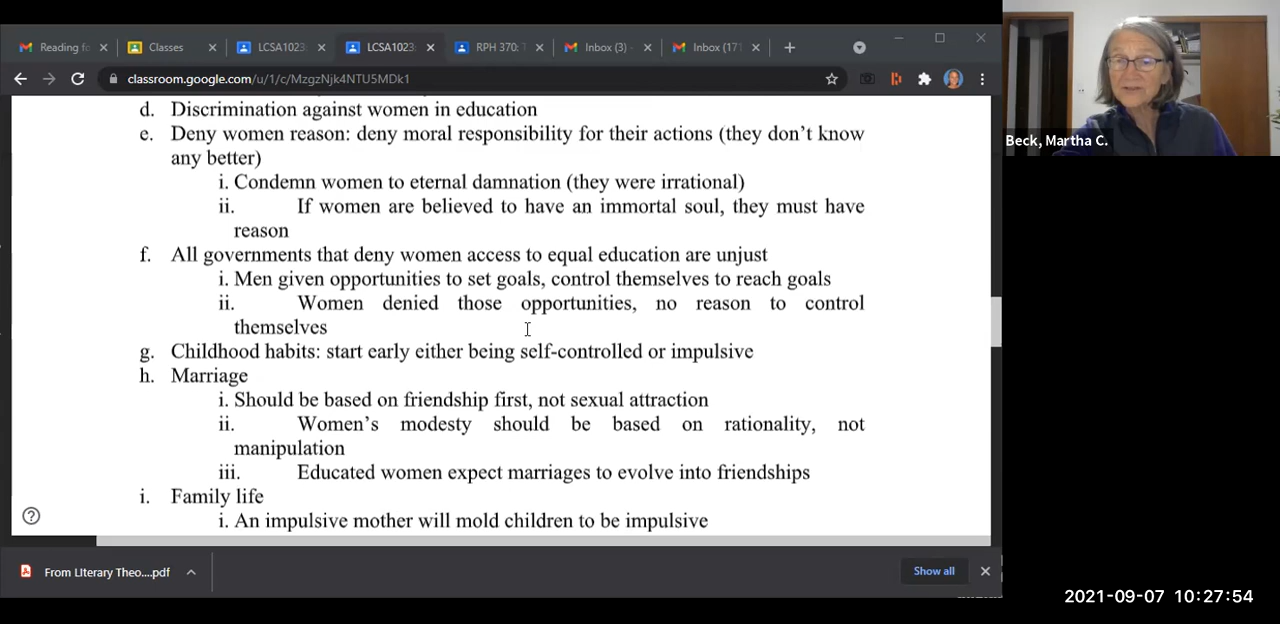 Reading fo
Classes
LCSA1023:
LCSA1023:
RPH 370: T
Inbox (3) -
Inbox (171
classroom.google.com/u/1/c/MzgzNjk4NTU5MDk1
d. Discrimination against women in education
e. Deny women reason: deny moral responsibility for their actions (they don't know
any better)
i. Condemn women to eternal damnation (they were irrational)
ii. If women are believed to have an immortal soul, they must have
reason
f. All governments that deny women access to equal education are unjust
i. Men given opportunities to set goals, control themselves to reach goals
ii. Women denied those opportunities, no reason to control
themselves
g. Childhood habits: start early either being self-controlled or impulsive
h. Marriage
i. Should be based on friendship first, not sexual attraction
ii. Women's modesty should be based on rationality, not
manipulation
iii. Educated women expect marriages to evolve into friendships
i. Family life
i. An impulsive mother will mold children to be impulsive
From LIterary Theo....pdf
Show all
Beck, Martha C.
2021-09-07 10:27:54